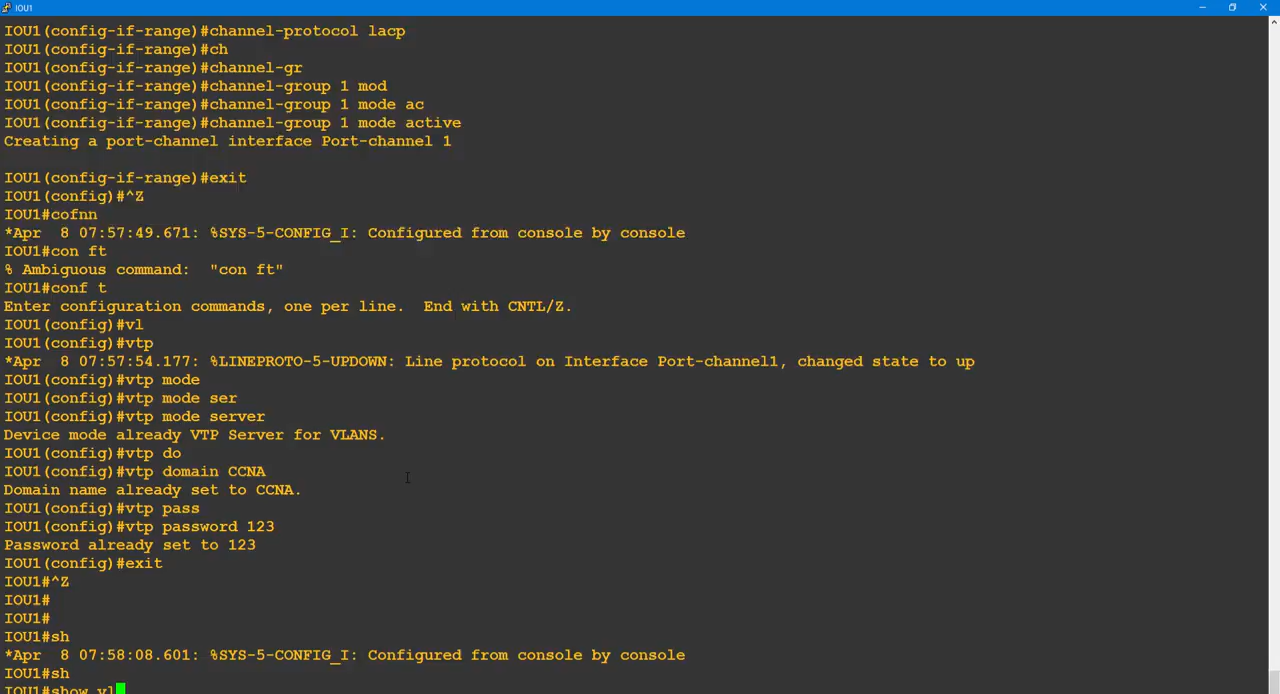 IOU1
IOU1(config-if-range)#channel-protocol lacp
IOU1(config-if-range)#ch
IOU1(config-if-range)#channel-gr
IOU1(config-if-range)#channel-group 1 mod
IOU1(config-if-range)#channel-group 1 mode ac
IOU1(config-if-range)#channel-group 1 mode active
Creating a port-channel interface Port-channel 1
IOU1(config-if-range)#exit
IOU1(config)#^Z
IOU1#cofnn
*Apr  8 07:57:49.671: %SYS-5-CONFIG_I: Configured from console by console
IOU1#con ft
% Ambiguous command:  "con ft"
IOU1#conf t
Enter configuration commands, one per line.  End with CNTL/Z.
IOU1(config)#vl
IOU1(config)#vtp
*Apr  8 07:57:54.177: %LINEPROTO-5-UPDOWN: Line protocol on Interface Port-channel1, changed state to up
IOU1(config)#vtp mode
IOU1(config)#vtp mode ser
IOU1(config)#vtp mode server
Device mode already VTP Server for VLANS.
IOU1(config)#vtp do
IOU1(config)#vtp domain CCNA
Domain name already set to CCNA.
IOU1(config)#vtp pass
IOU1(config)#vtp password 123
Password already set to 123
IOU1(config)#exit
IOU1#^Z
IOU1#
IOU1#
IOU1#sh
*Apr  8 07:58:08.601: %SYS-5-CONFIG_I: Configured from console by console
IOU1#sh
IOU1#show vl